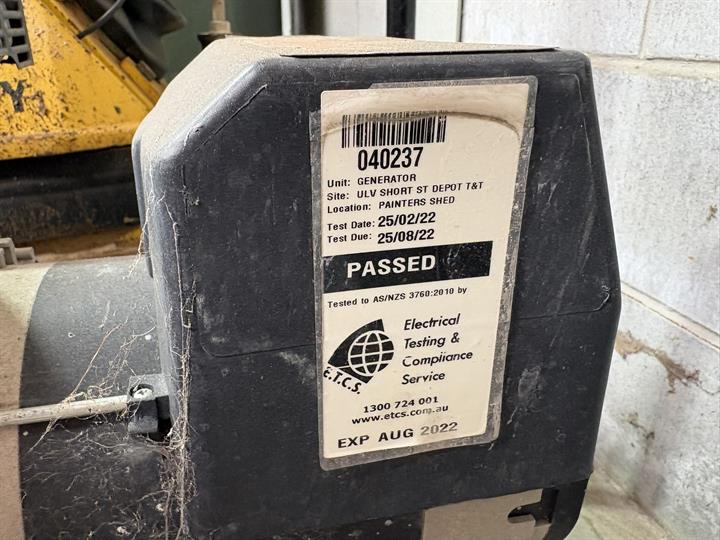 Y
040237
Unit: GENERATOR
Site: ULV SHORT ST DEPOT T&T
Location: PAINTERS SHED
Test Date: 25/02/22
Test Due: 25/08/22
PASSED
Tested to AS/NZS 3760:2010 by
E.T.C.S.
Electrical
Testing &
Compliance
Service
1300 724 001
www.etcs.com.au
EXP AUG 2022